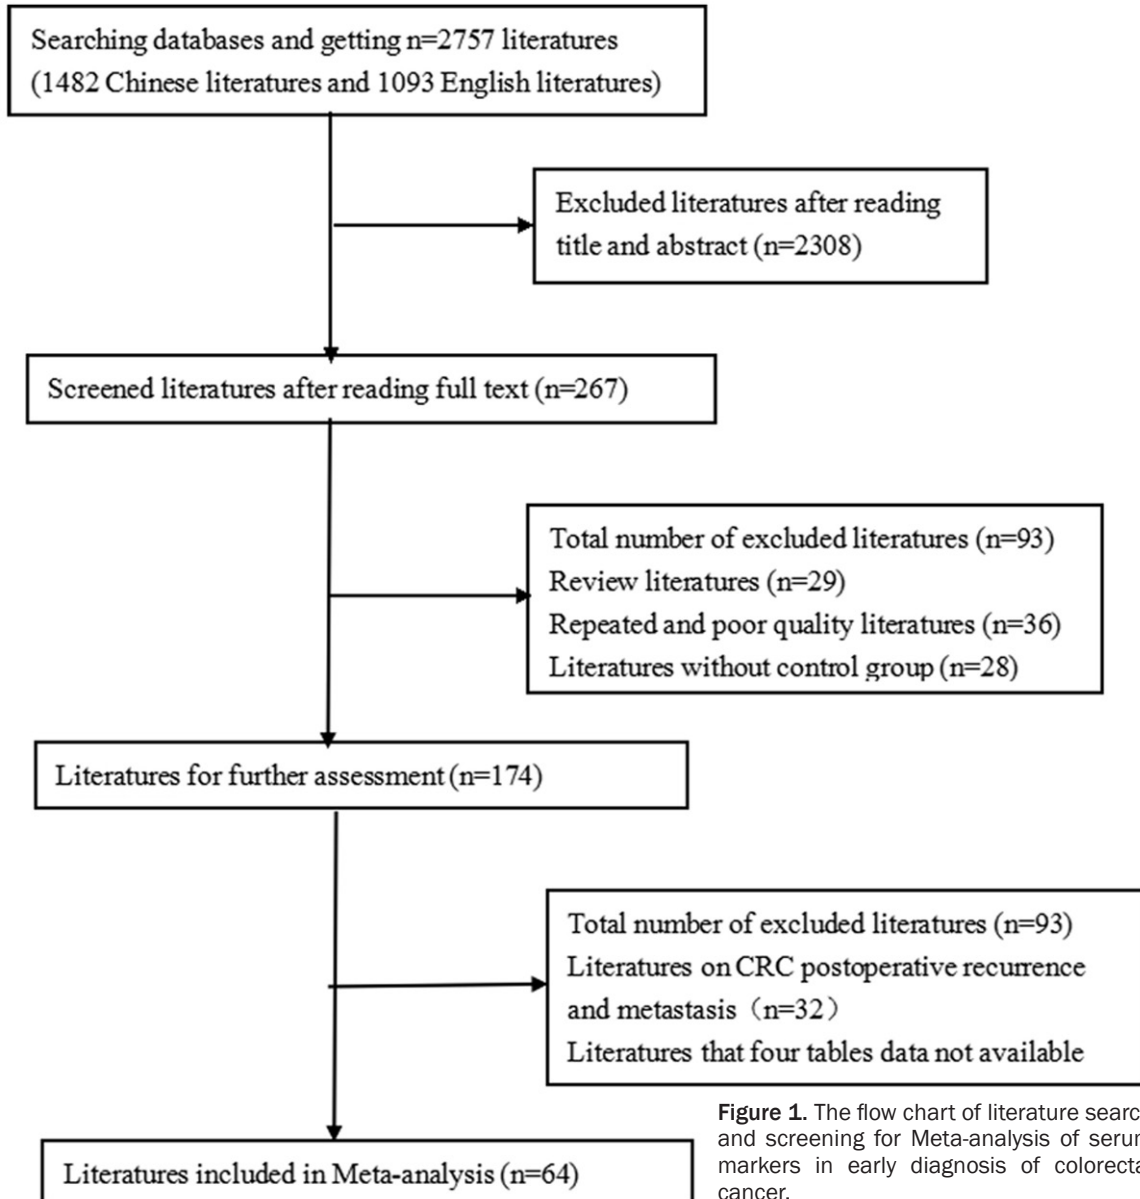 Searching databases and getting n=2757 literatures
(1482 Chinese literatures and 1093 English literatures)
Excluded literatures after reading
title and abstract (n=2308)
Screened literatures after reading full text (n=267)
Total number of excluded literatures (n=93)
Review literatures (n=29)
Repeated and poor quality literatures (n=36)
Literatures without control group (n=28)
Literatures for further assessment (n=174)
Total number of excluded literatures (n=93)
Literatures on CRC postoperative recurrence
and metastasis（n=32）
Literatures that four tables data not available
Literatures included in Meta-analysis (n=64)
Figure 1. The flow chart of literature searc
and screening for Meta-analysis of serur
markers in early diagnosis of colorecta
cancer.